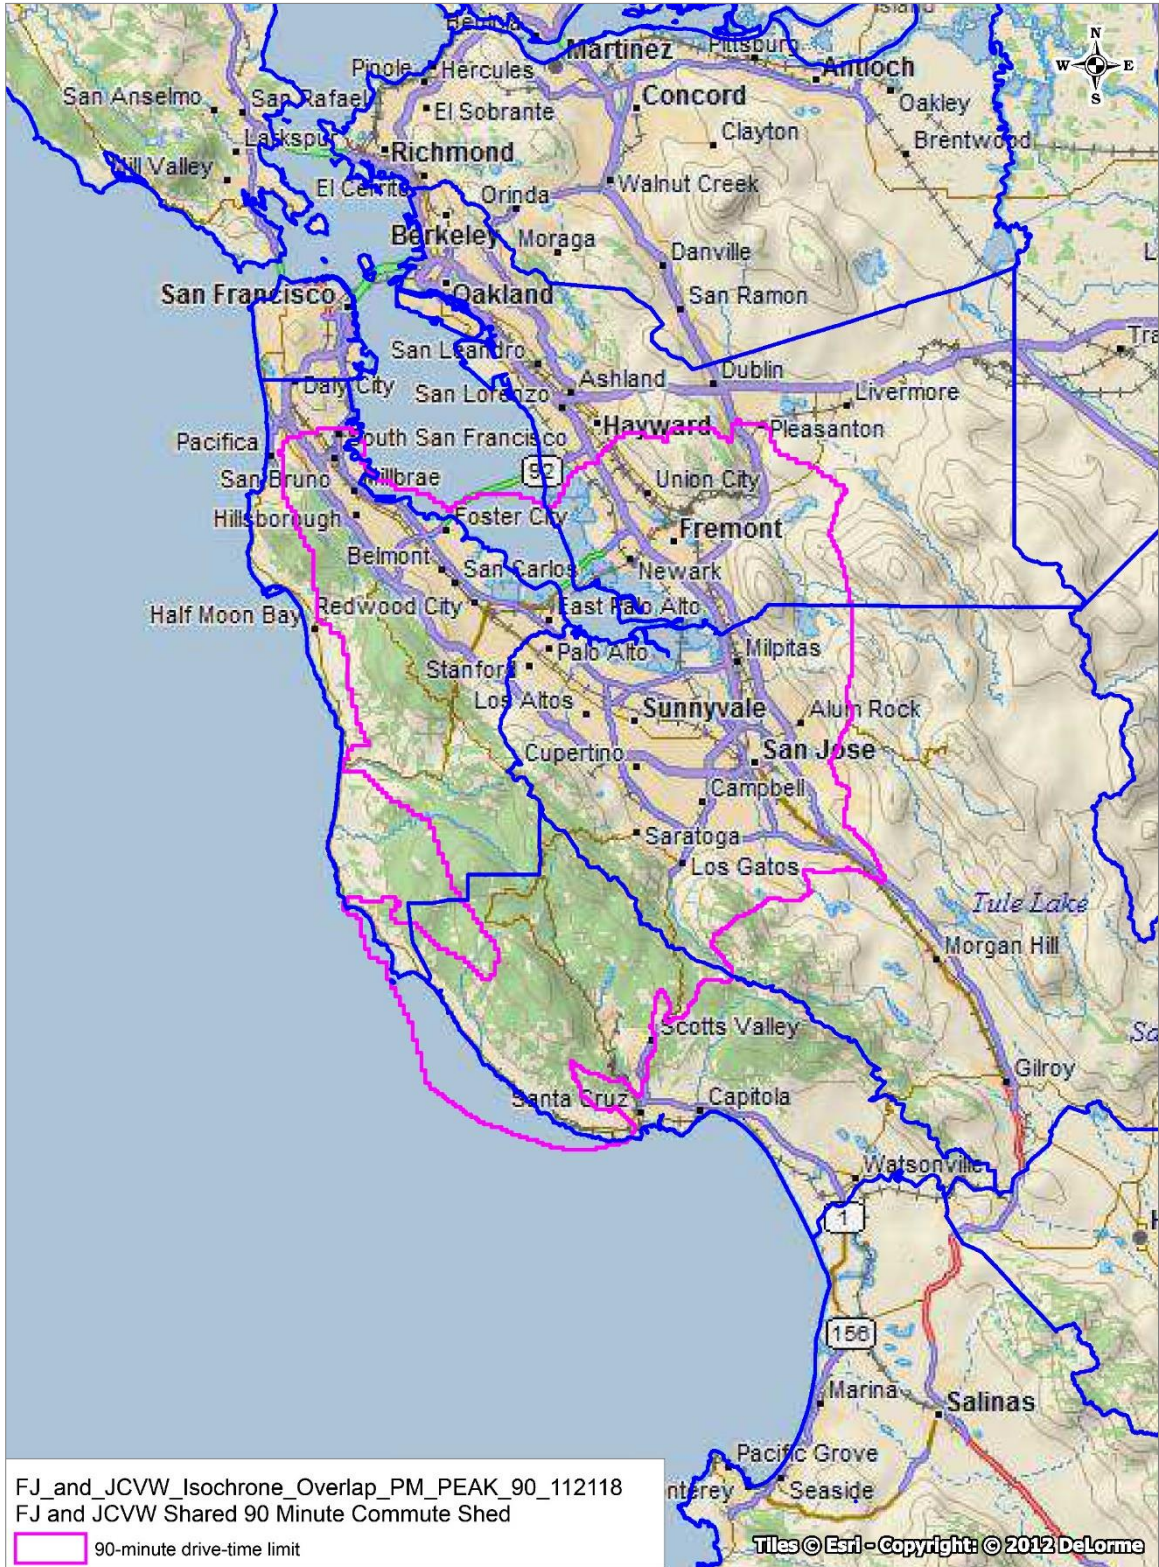 Benicia
Island
Martinez
Pittsburg
N
W E
S
Pinole
Hercules
Antioch
San Anselmo
San Rafael
El Sobrante
Concord
Oakley
Larkspur
Clayton
Brentwood
Richmond
Mill Valley
El Cerrito
Orinda
Walnut Creek
Berkeley
Moraga
Danville
San Francisco
Oakland
San Ramon
San Leandro
Daly City
San Lorenzo
Ashland
Dublin
Livermore
Pacifica
South San Francisco
Hayward
Pleasanton
San Bruno
Millbrae
92
Union City
Hillsborough
Foster City
Fremont
Belmont
San Carlos
Newark
Half Moon Bay
Redwood City
East Palo Alto
Stanford
Palo Alto
Milpitas
Los Altos
Sunnyvale
Alum Rock
Cupertino
San Jose
Campbell
Saratoga
Los Gatos
Tule Lake
Morgan Hill
Scotts Valley
Gilroy
Santa Cruz
Capitola
Watsonville
1
156
Marina
Salinas
Pacific Grove
nterey
Seaside
FJ_and_JCVW_Isochrone_Overlap_PM_PEAK_90_112118
FJ and JCVW Shared 90 Minute Commute Shed
90-minute drive-time limit
Tiles © Esri - Copyright: © 2012 DeLorme